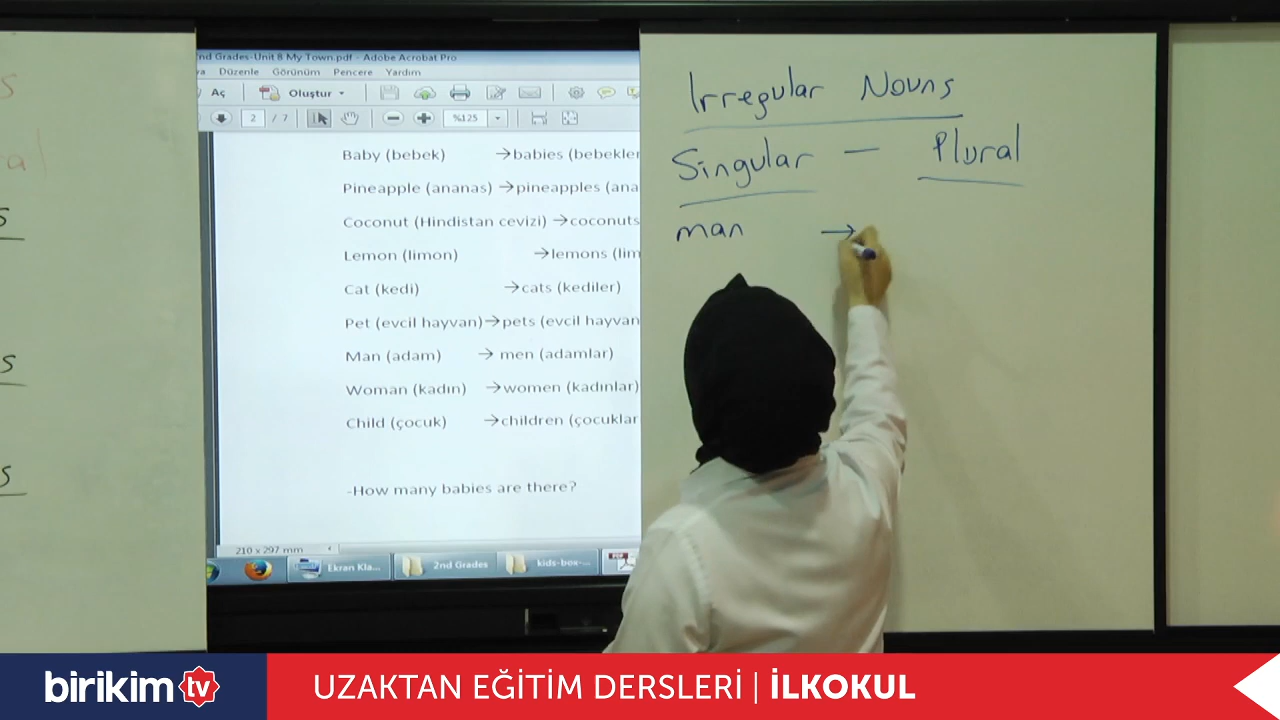 s
al
s
s
s
2nd Grades-Unit 8 My Town.pdf - Adobe Acrobat Pro
Düzenle Görünüm Pencere Yardım
Aç Oluştur
2 / 7 %125
Baby (bebek) →babies (bebekler
Pineapple (ananas) →pineapples (ana
Coconut (Hindistan cevizi) →coconuts
Lemon (limon) →lemons (lim
Cat (kedi) →cats (kediler)
Pet (evcil hayvan)→pets (evcil hayvan
Man (adam) → men (adamlar)
Woman (kadın) →women (kadınlar)
Child (çocuk) →children (çocuklar
-How many babies are there?
210 x 297 mm
Ekran Kla... 2nd Grades kids-box-...
Irregular Nouns
Singular — Plural
man →
birikim tv
UZAKTAN EĞİTİM DERSLERİ | İLKOKUL